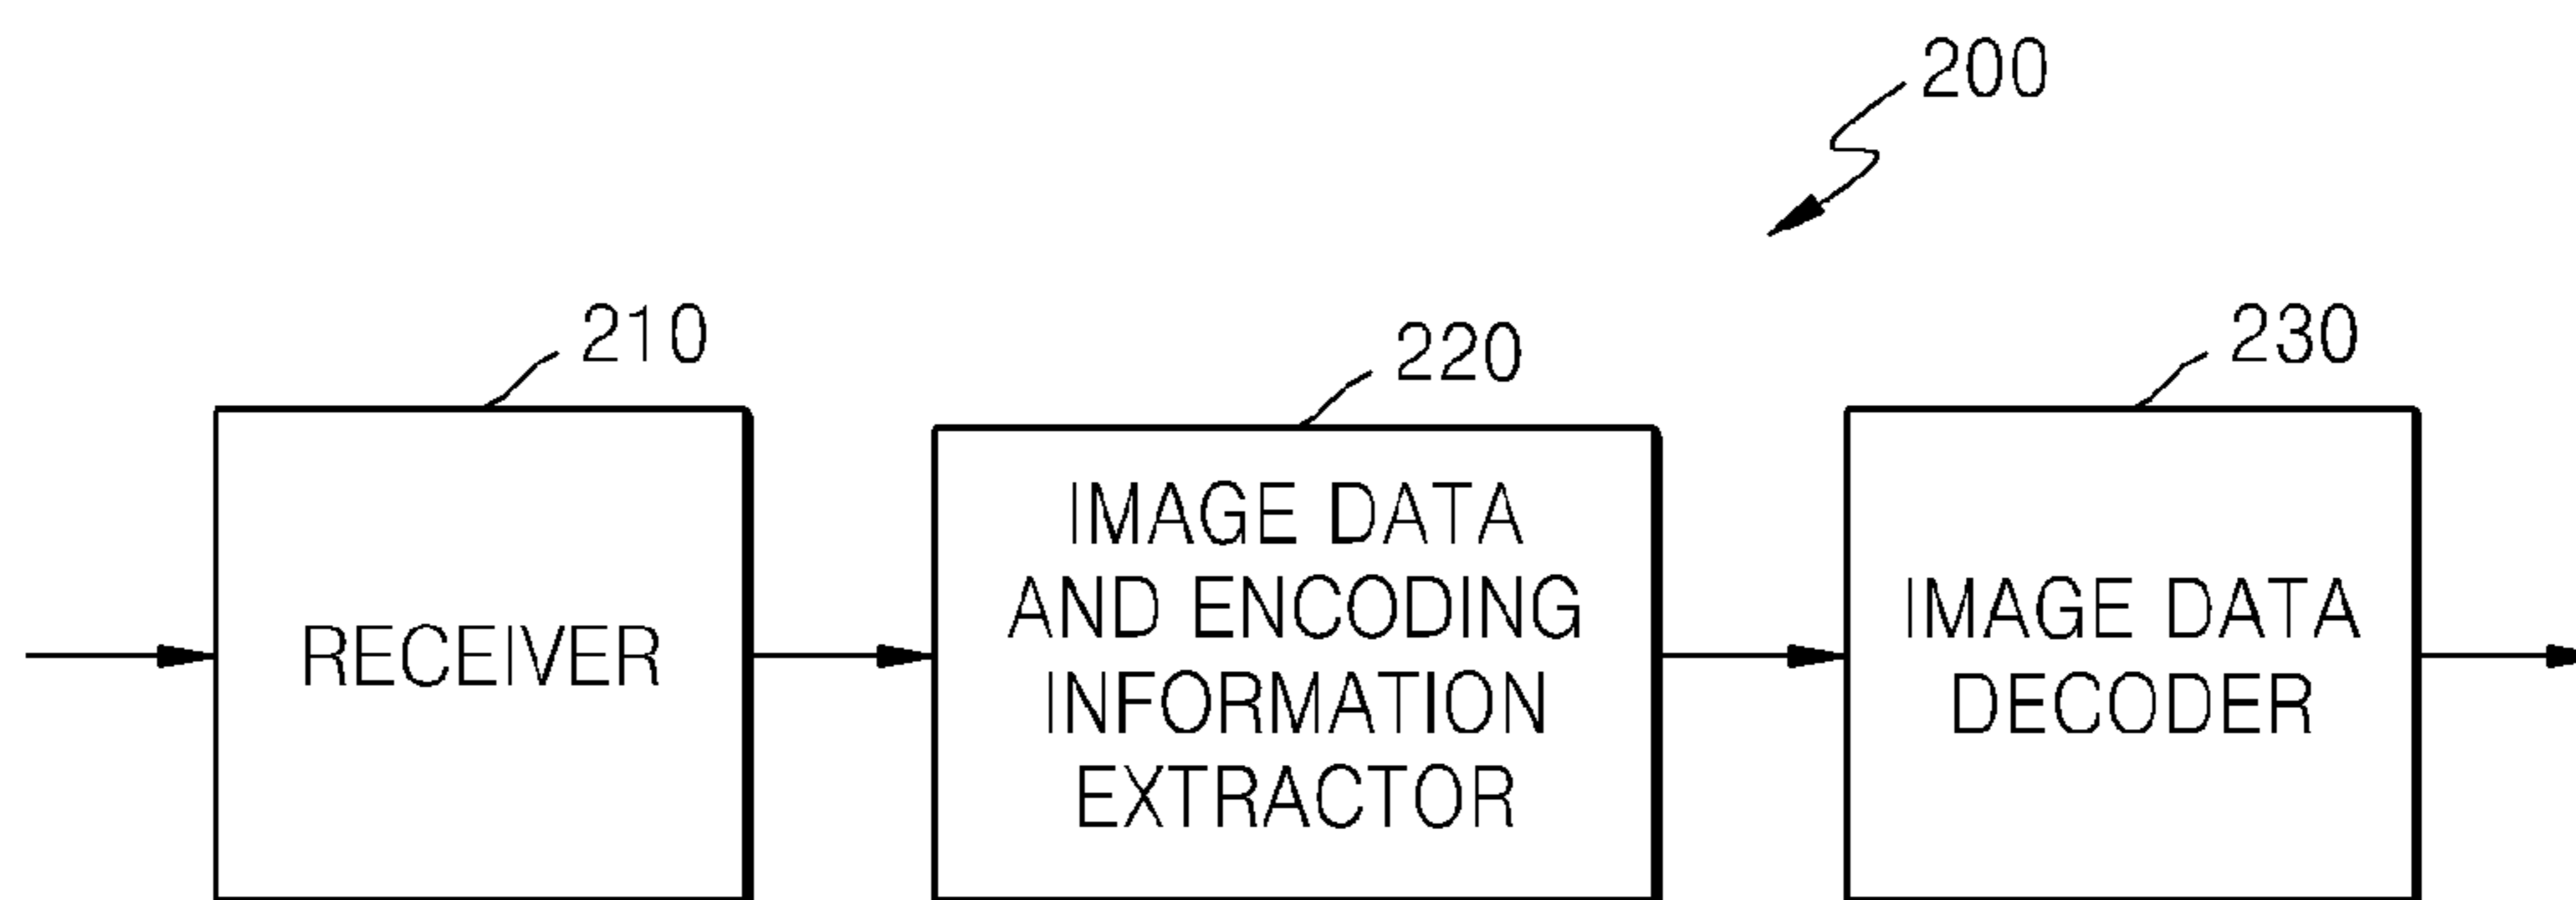 200
210
220
230
RECEIVER
IMAGE DATA
AND ENCODING
INFORMATION
EXTRACTOR
IMAGE DATA
DECODER